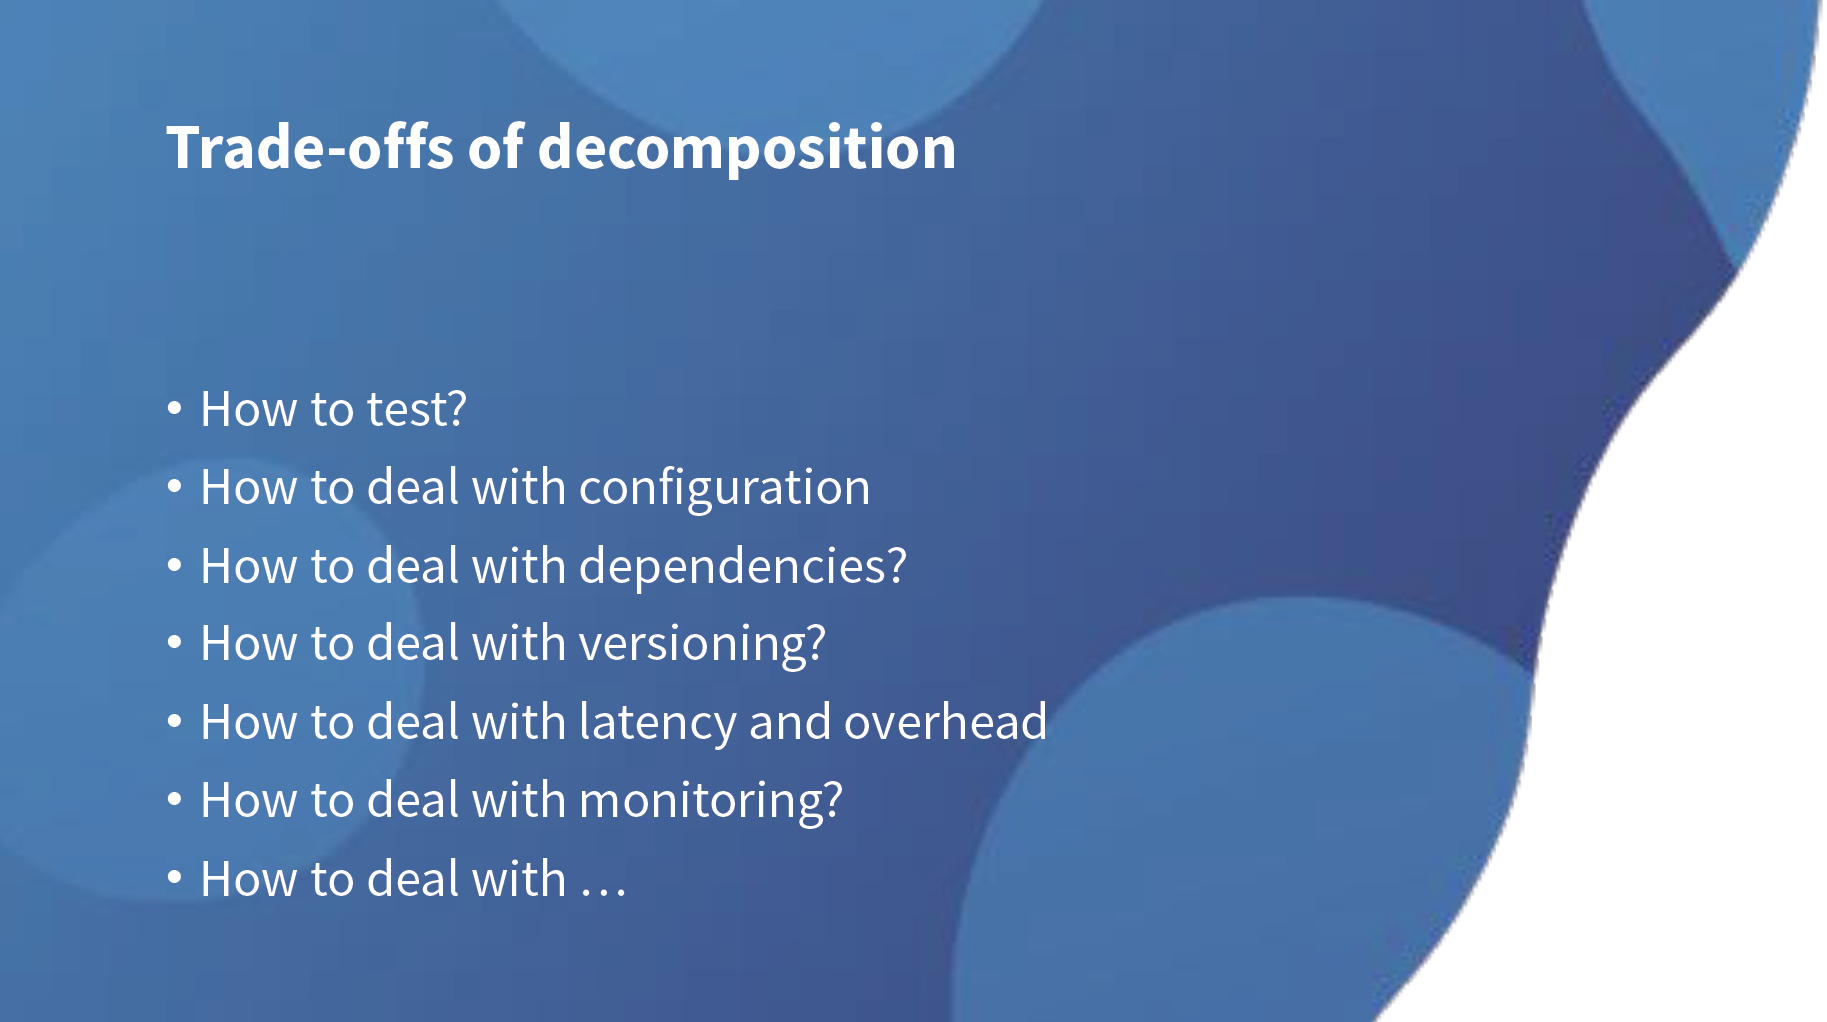 Trade-offs of decomposition
• How to test?
• How to deal with configuration
• How to deal with dependencies?
• How to deal with versioning?
• How to deal with latency and overhead
• How to deal with monitoring?
• How to deal with …